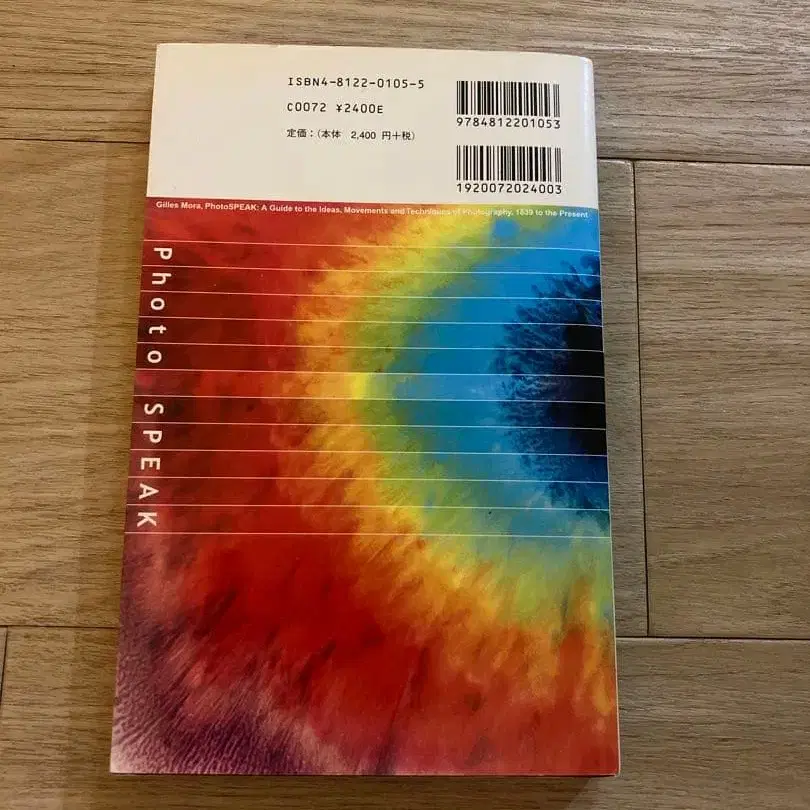 ISBN4-8122-0105-5
C0072 ¥2400E
定価：（本体 2,400 円+税）
9784812201053
1920072024003
Gilles Mora, PhotoSPEAK: A Guide to the Ideas, Movements and Techniques of Photography, 1839 to the Present
Photo SPEAK